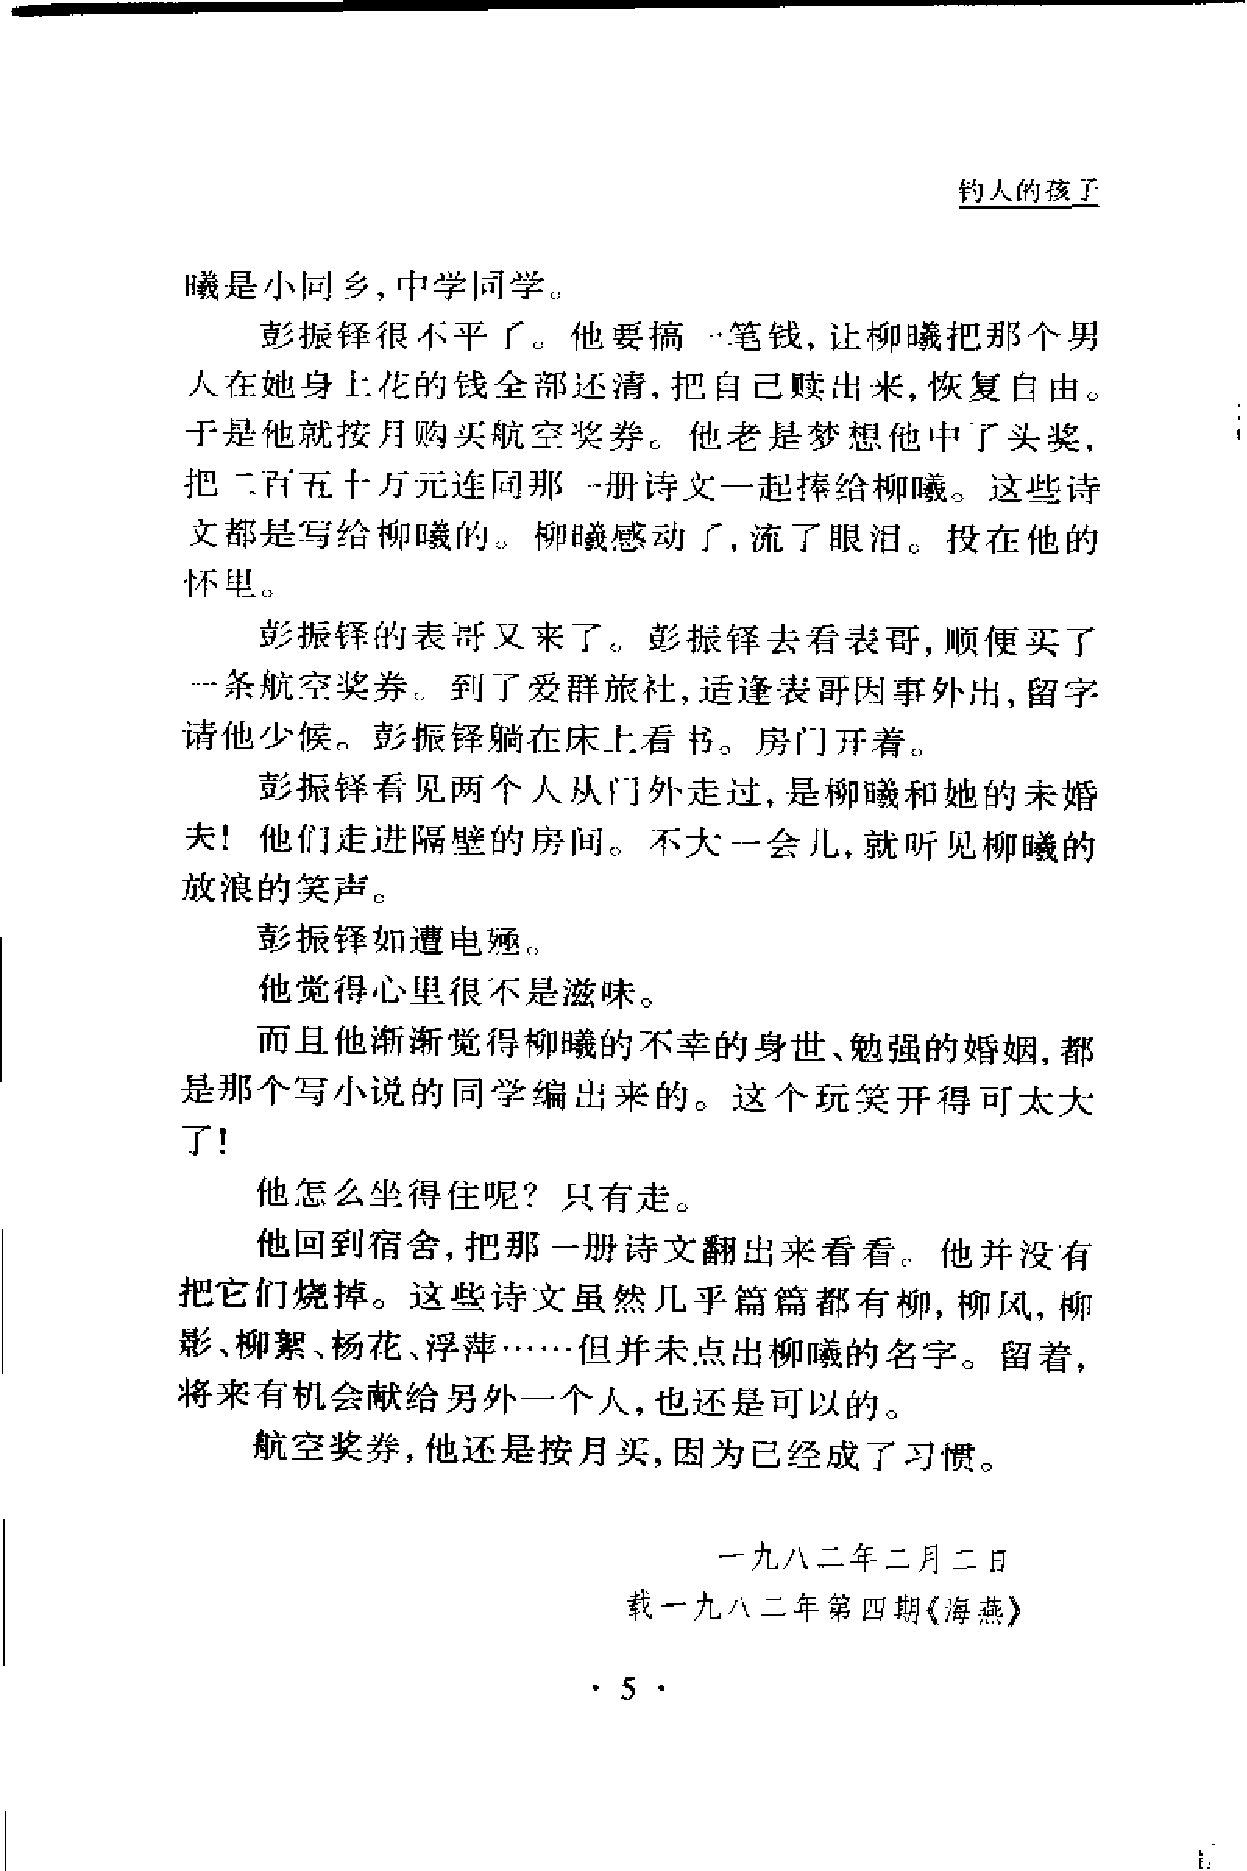 钓人的孩子
曦是小同乡,中学同学。
彭振铎很不平了。他要搞一笔钱,让柳曦把那个男
人在她身上花的钱全部还清,把自己赎出来,恢复自由。
于是他就按月购买航空奖券。他老是梦想他中了头奖,
把二百五十万元连同那一册诗文一起捧给柳曦。这些诗
文都是写给柳曦的。柳曦感动了,流了眼泪。投在他的
怀里。
彭振铎的表哥又来了。彭振铎去看表哥,顺便买了
一条航空奖券。到了爱群旅社,适逢表哥因事外出,留字
请他少候。彭振铎躺在床上看书。房门开着。
彭振铎看见两个人从门外走过,是柳曦和她的未婚
夫!他们走进隔壁的房间。不大一会儿,就听见柳曦的
放浪的笑声。
彭振铎如遭电殛。
他觉得心里很不是滋味。
而且他渐渐觉得柳曦的不幸的身世、勉强的婚姻,都
是那个写小说的同学编出来的。这个玩笑开得可太大
了!
他怎么坐得住呢?只有走。
他回到宿舍,把那一册诗文翻出来看看。他并没有
把它们烧掉。这些诗文虽然几乎篇篇都有柳,柳风,柳
影、柳絮、杨花、浮萍……但并未点出柳曦的名字。留着,
将来有机会献给另外一个人,也还是可以的。
航空奖券,他还是按月买,因为已经成了习惯。
一九八二年二月二日
载一九八二年第四期《海燕》
· 5 ·